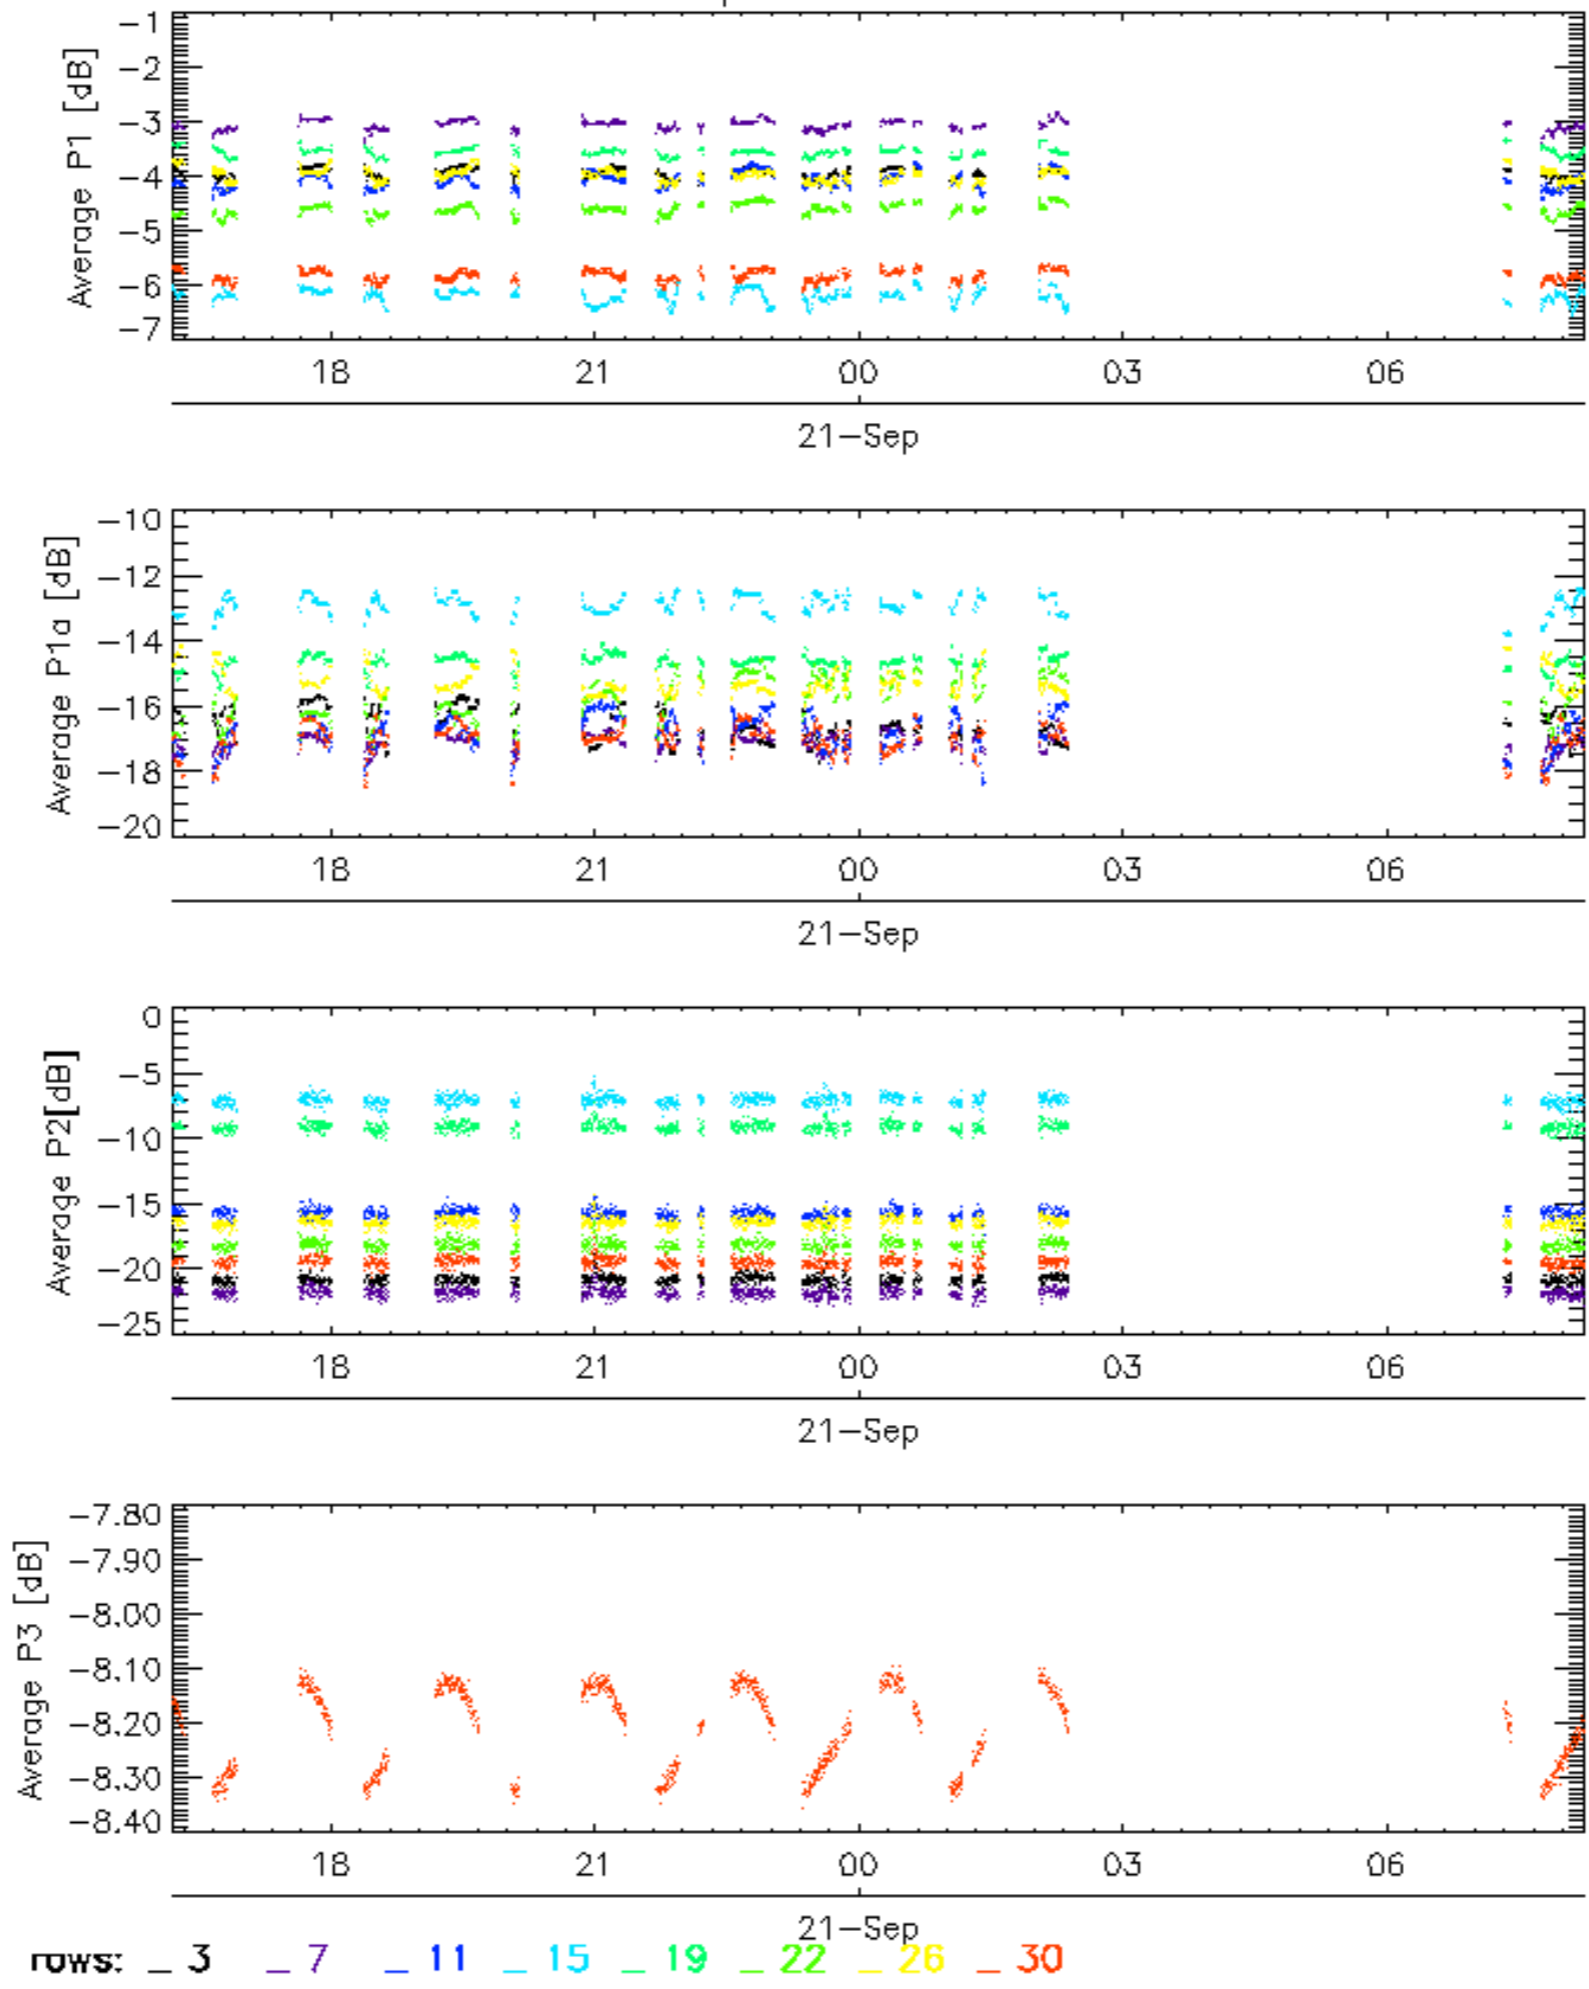 Average P1 [dB]
−1
−2
−3
−4
−5
−6
−7
18 21 00 03 06
21−Sep
Average P1a [dB]
−10
−12
−14
−16
−18
−20
18 21 00 03 06
21−Sep
Average P2[dB]
0
−5
−10
−15
−20
−25
18 21 00 03 06
21−Sep
Average P3 [dB]
−7.80
−7.90
−8.00
−8.10
−8.20
−8.30
−8.40
18 21 00 03 06
21−Sep
rows: _ 3 _ 7 _ 11 _ 15 _ 19 _ 22 _ 26 _ 30